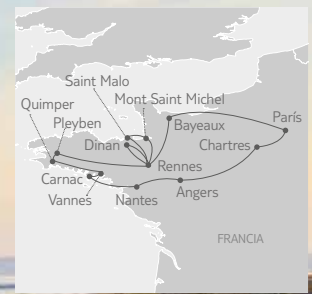 Saint Malo
Mont Saint Michel
Quimper
Pleyben
Bayeaux
París
Dinan
Chartres
Rennes
Carnac
Angers
Vannes
Nantes
FRANCIA